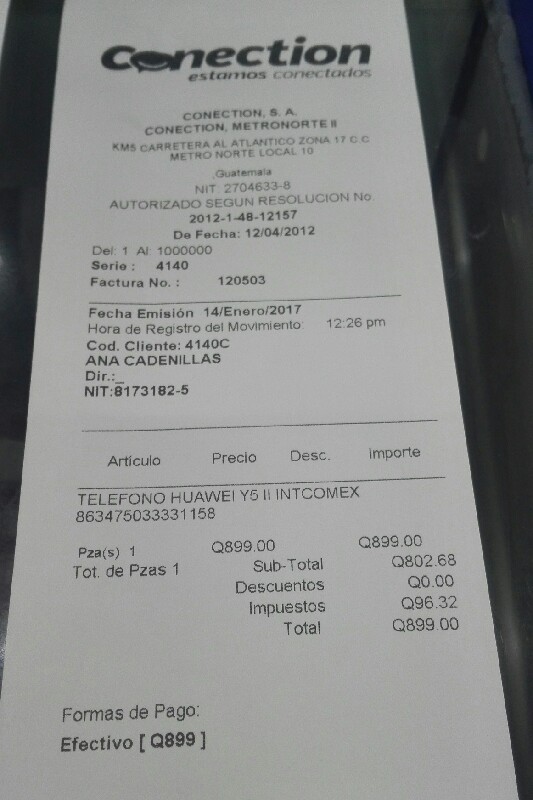 Conection
estamos conectados
CONECTION, S. A.
CONECTION, METRONORTE II
KM5 CARRETERA AL ATLANTICO ZONA 17 C.C
METRO NORTE LOCAL 10
,Guatemala
NIT: 2704633-8
AUTORIZADO SEGUN RESOLUCION No.
2012-1-48-12157
De Fecha: 12/04/2012
Del: 1 Al: 1000000
Serie : 4140
Factura No. : 120503
Fecha Emisión 14/Enero/2017
Hora de Registro del Movimiento: 12:26 pm
Cod. Cliente: 4140C
ANA CADENILLAS
Dir.:_
NIT:8173182-5
Articulo Precio Desc. Importe
TELEFONO HUAWEI Y5 II INTCOMEX
863475033331158
Pza(s) 1 Q899.00 Q899.00
Tot. de Pzas 1 Sub-Total Q802.68
Descuentos Q0.00
Impuestos Q96.32
Total Q899.00
Formas de Pago:
Efectivo [ Q899 ]